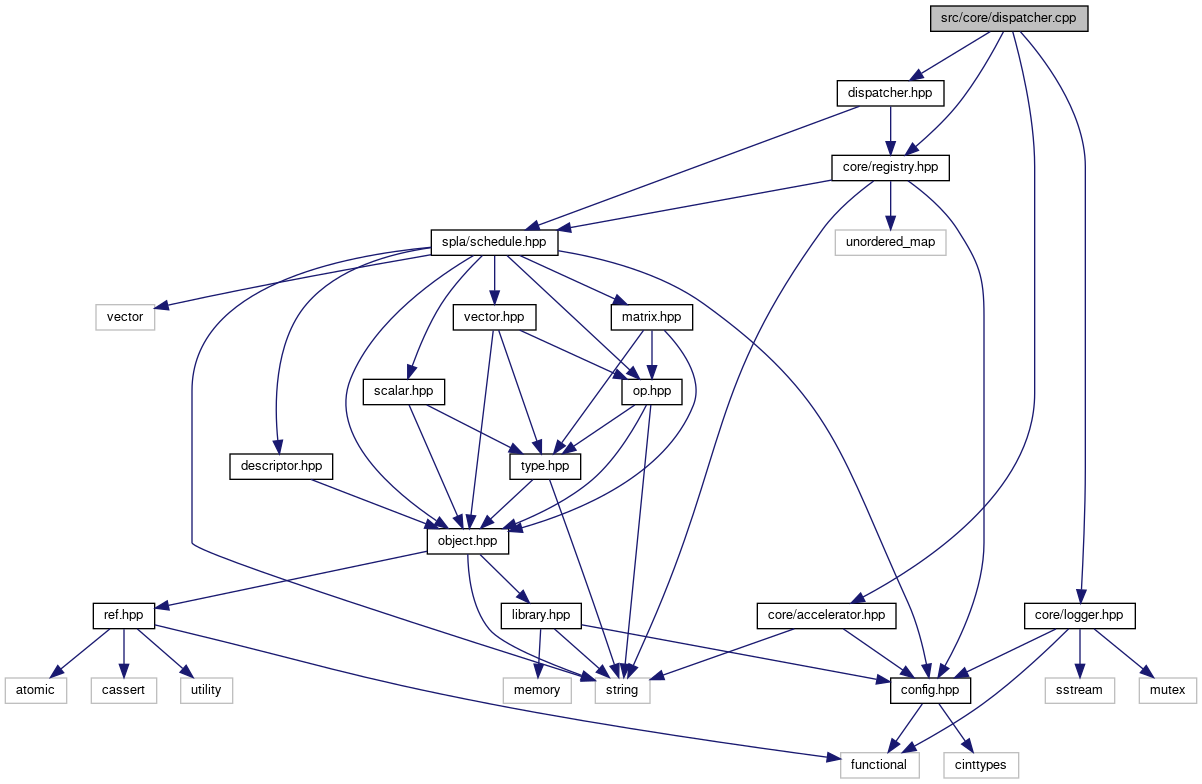 src/core/dispatcher.cpp
dispatcher.hpp
core/registry.hpp
spla/schedule.hpp
unordered_map
vector
vector.hpp
matrix.hpp
scalar.hpp
op.hpp
descriptor.hpp
type.hpp
object.hpp
ref.hpp
library.hpp
core/accelerator.hpp
core/logger.hpp
atomic
cassert
utility
memory
string
config.hpp
sstream
mutex
functional
cinttypes